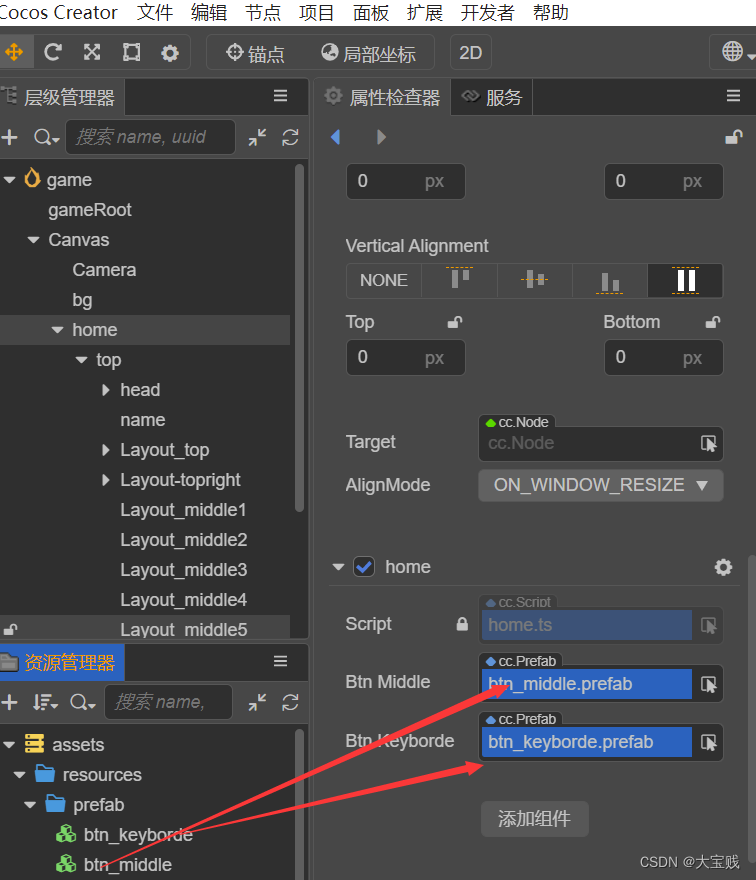 Cocos Creator 文件 编辑 节点 项目 面板 扩展 开发者 帮助
锚点 局部坐标 2D
层级管理器
搜索 name, uuid
game
gameRoot
Canvas
Camera
bg
home
top
head
name
Layout_top
Layout-topright
Layout_middle1
Layout_middle2
Layout_middle3
Layout_middle4
Layout_middle5
资源管理器
搜索 name,
assets
resources
prefab
btn_keyborde
btn_middle
属性检查器 服务
0 px 0 px
Vertical Alignment
NONE
Top Bottom
0 px 0 px
cc.Node
Target cc.Node
AlignMode ON_WINDOW_RESIZE
home
cc.Script
Script home.ts
cc.Prefab
Btn Middle btn_middle.prefab
cc.Prefab
Btn Keyborde btn_keyborde.prefab
添加组件
CSDN @大宝贱